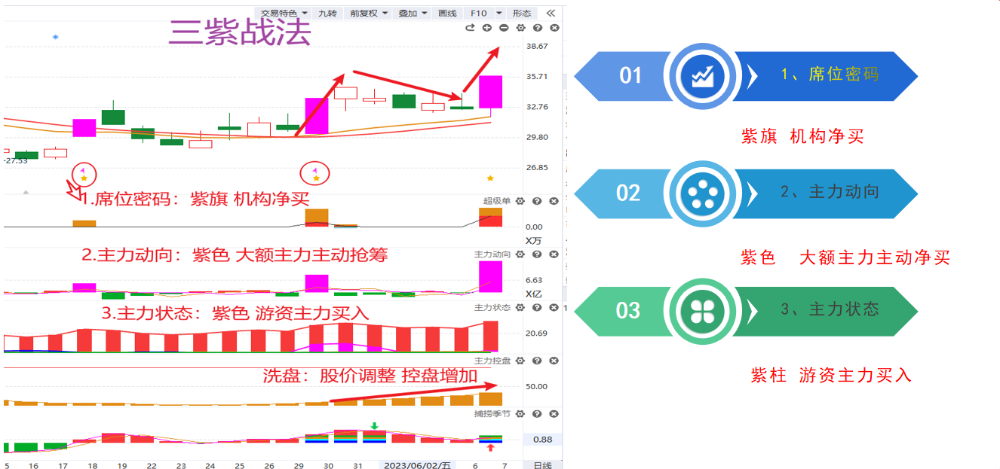 交易特色 九转 前复权 叠加 画线 F10 形态
三紫战法
38.67
35.71
32.76
29.80
-27.53
26.85
1.席位密码：紫旗 机构净买
超级单
0.00
X万
2.主力动向：紫色 大额主力主动抢筹
主力动向
6.63
X亿
3.主力状态：紫色 游资主力买入
主力状态
20.69
主力控盘
洗盘：股价调整 控盘增加
50.00
捕捞季节
0.88
5 16 17 18 19 22 23 24 25 26 29 30 31 2023/06/02/五 6 7 日线
01
1、席位密码
紫旗 机构净买
02
2、主力动向
紫色 大额主力主动净买
03
3、主力状态
紫柱 游资主力买入